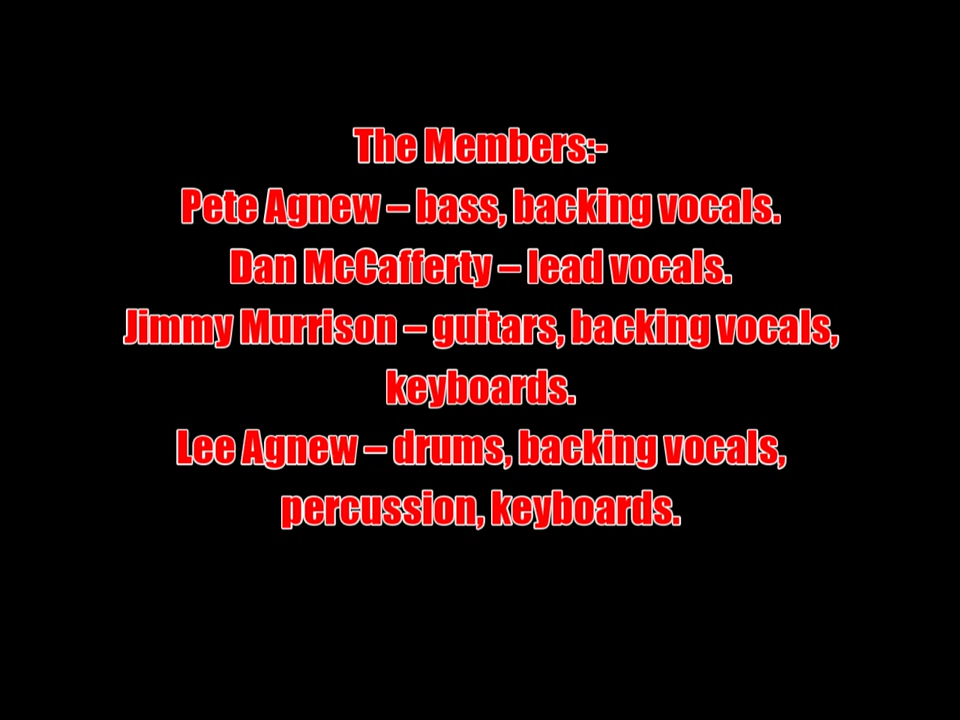 The Members:-
Pete Agnew – bass, backing vocals.
Dan McCafferty – lead vocals.
Jimmy Murrison – guitars, backing vocals,
keyboards.
Lee Agnew – drums, backing vocals,
percussion, keyboards.